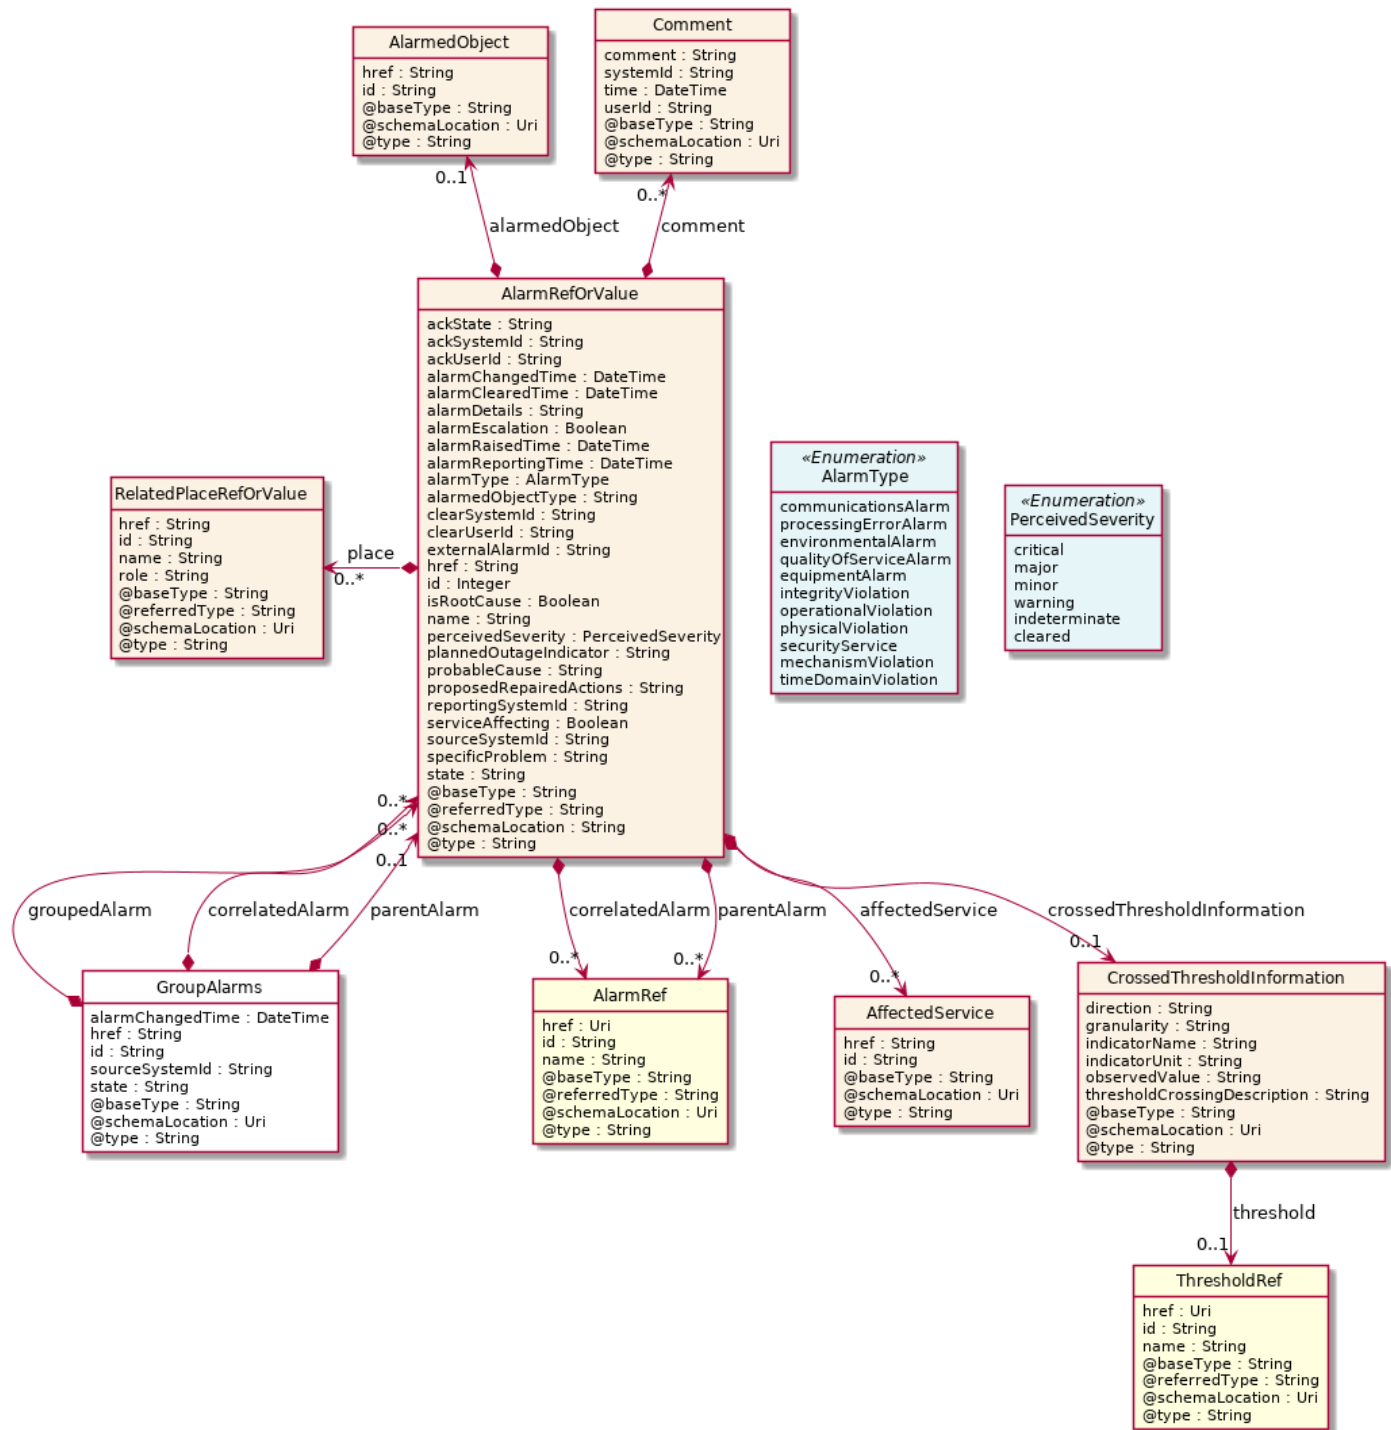 AlarmedObject
href : String
id : String
@baseType : String
@schemaLocation : Uri
@type : String
Comment
comment : String
systemId : String
time : DateTime
userId : String
@baseType : String
@schemaLocation : Uri
@type : String
0..1
0..*
alarmedObject
comment
AlarmRefOrValue
ackState : String
ackSystemId : String
ackUserId : String
alarmChangedTime : DateTime
alarmClearedTime : DateTime
alarmDetails : String
alarmEscalation : Boolean
alarmRaisedTime : DateTime
alarmReportingTime : DateTime
alarmType : AlarmType
alarmedObjectType : String
clearSystemId : String
clearUserId : String
externalAlarmId : String
href : String
id : Integer
isRootCause : Boolean
name : String
perceivedSeverity : PerceivedSeverity
plannedOutageIndicator : String
probableCause : String
proposedRepairedActions : String
reportingSystemId : String
serviceAffecting : Boolean
sourceSystemId : String
specificProblem : String
state : String
@baseType : String
@referredType : String
@schemaLocation : Uri
@type : String
RelatedPlaceRefOrValue
href : String
id : String
name : String
role : String
@baseType : String
@referredType : String
@schemaLocation : Uri
@type : String
place
0..*
«Enumeration»
AlarmType
communicationsAlarm
processingErrorAlarm
environmentalAlarm
qualityOfServiceAlarm
equipmentAlarm
integrityViolation
operationalViolation
physicalViolation
securityService
mechanismViolation
timeDomainViolation
«Enumeration»
PerceivedSeverity
critical
major
minor
warning
indeterminate
cleared
0..*
0..*
0..1
groupedAlarm
correlatedAlarm
parentAlarm
correlatedAlarm
parentAlarm
affectedService
crossedThresholdInformation
0..*
0..*
0..*
0..1
GroupAlarms
alarmChangedTime : DateTime
href : String
id : String
sourceSystemId : String
state : String
@baseType : String
@schemaLocation : Uri
@type : String
AlarmRef
href : Uri
id : String
name : String
@baseType : String
@referredType : String
@schemaLocation : Uri
@type : String
AffectedService
href : String
id : String
@baseType : String
@schemaLocation : Uri
@type : String
CrossedThresholdInformation
direction : String
granularity : String
indicatorName : String
indicatorUnit : String
observedValue : String
thresholdCrossingDescription : String
@baseType : String
@schemaLocation : Uri
@type : String
threshold
0..1
ThresholdRef
href : Uri
id : String
name : String
@baseType : String
@referredType : String
@schemaLocation : Uri
@type : String